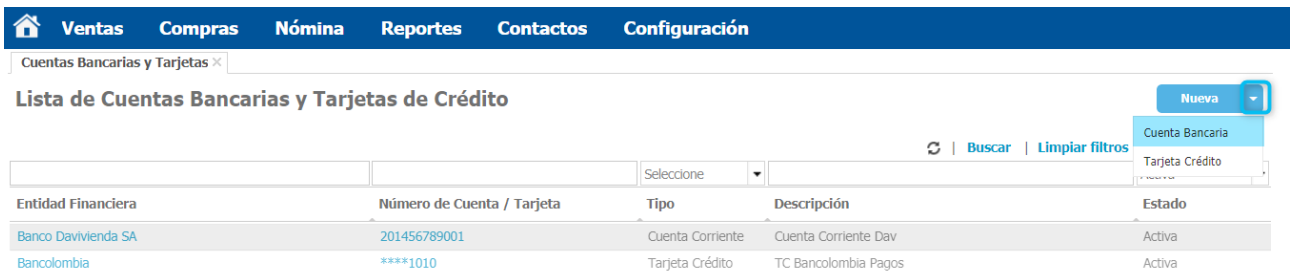 Ventas Compras Nómina Reportes Contactos Configuración
Cuentas Bancarias y Tarjetas ×
Lista de Cuentas Bancarias y Tarjetas de Crédito
Nueva
Cuenta Bancaria
Tarjeta Crédito
| Buscar | Limpiar filtros
Seleccione Activa
Entidad Financiera Número de Cuenta / Tarjeta Tipo Descripción Estado
Banco Davivienda SA 201456789001 Cuenta Corriente Cuenta Corriente Dav Activa
Bancolombia ****1010 Tarjeta Crédito TC Bancolombia Pagos Activa